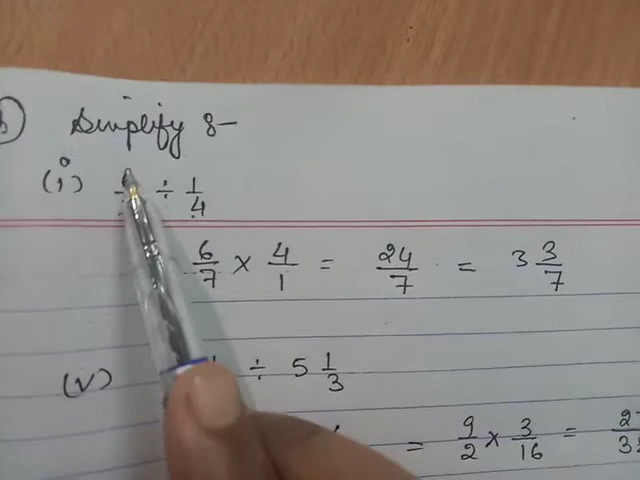 Simplify :-
(i) ÷ 1/4
6/7 × 4/1 = 24/7 = 3 3/7
(v) ÷ 5 1/3
= 9/2 × 3/16 =